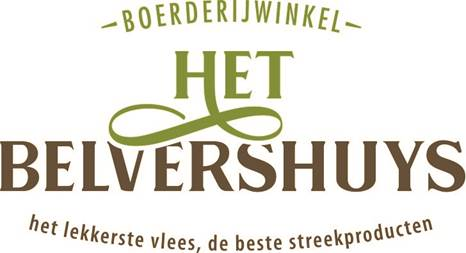 -BOERDERIJWINKEL-
HET
BELVERSHUYS
het lekkerste vlees, de beste streekproducten